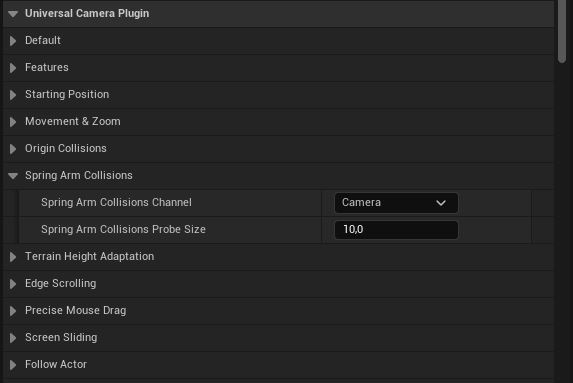 Universal Camera Plugin
Default
Features
Starting Position
Movement & Zoom
Origin Collisions
Spring Arm Collisions
Spring Arm Collisions Channel Camera
Spring Arm Collisions Probe Size 10,0
Terrain Height Adaptation
Edge Scrolling
Precise Mouse Drag
Screen Sliding
Follow Actor